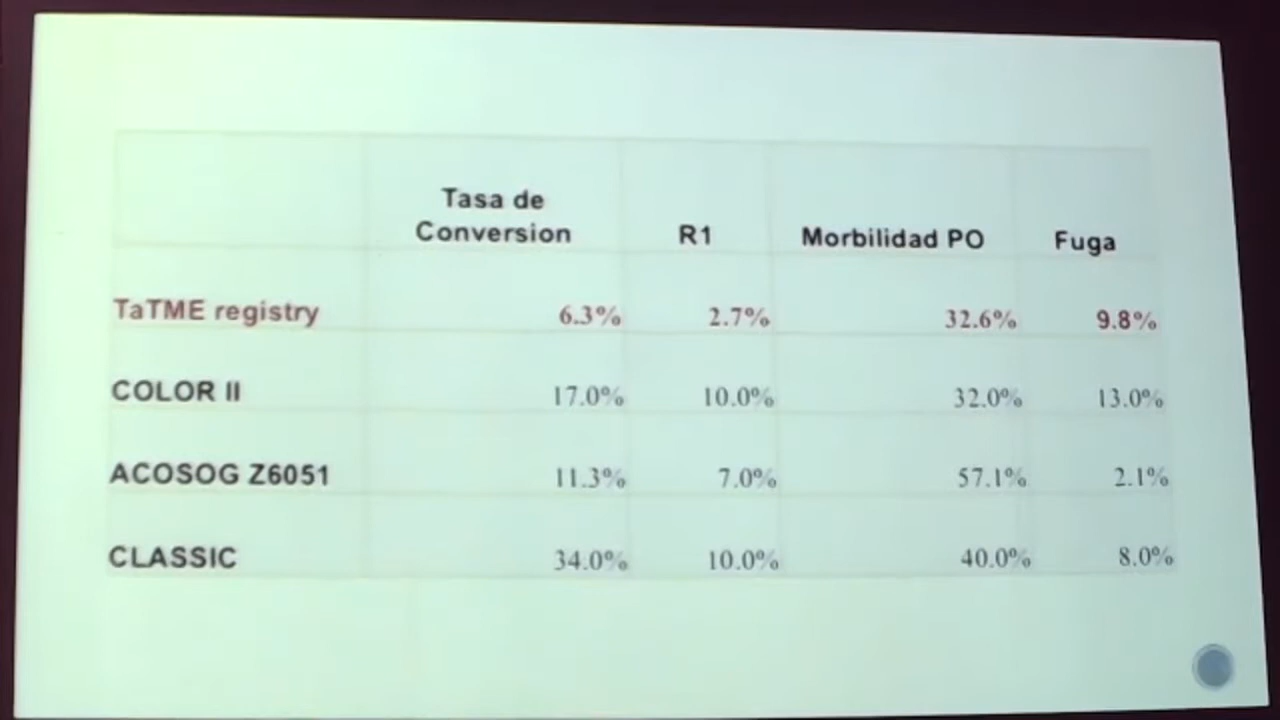 Tasa de
Conversion R1 Morbilidad PO Fuga
TaTME registry 6.3% 2.7% 32.6% 9.8%
COLOR II 17.0% 10.0% 32.0% 13.0%
ACOSOG Z6051 11.3% 7.0% 57.1% 2.1%
CLASSIC 34.0% 10.0% 40.0% 8.0%